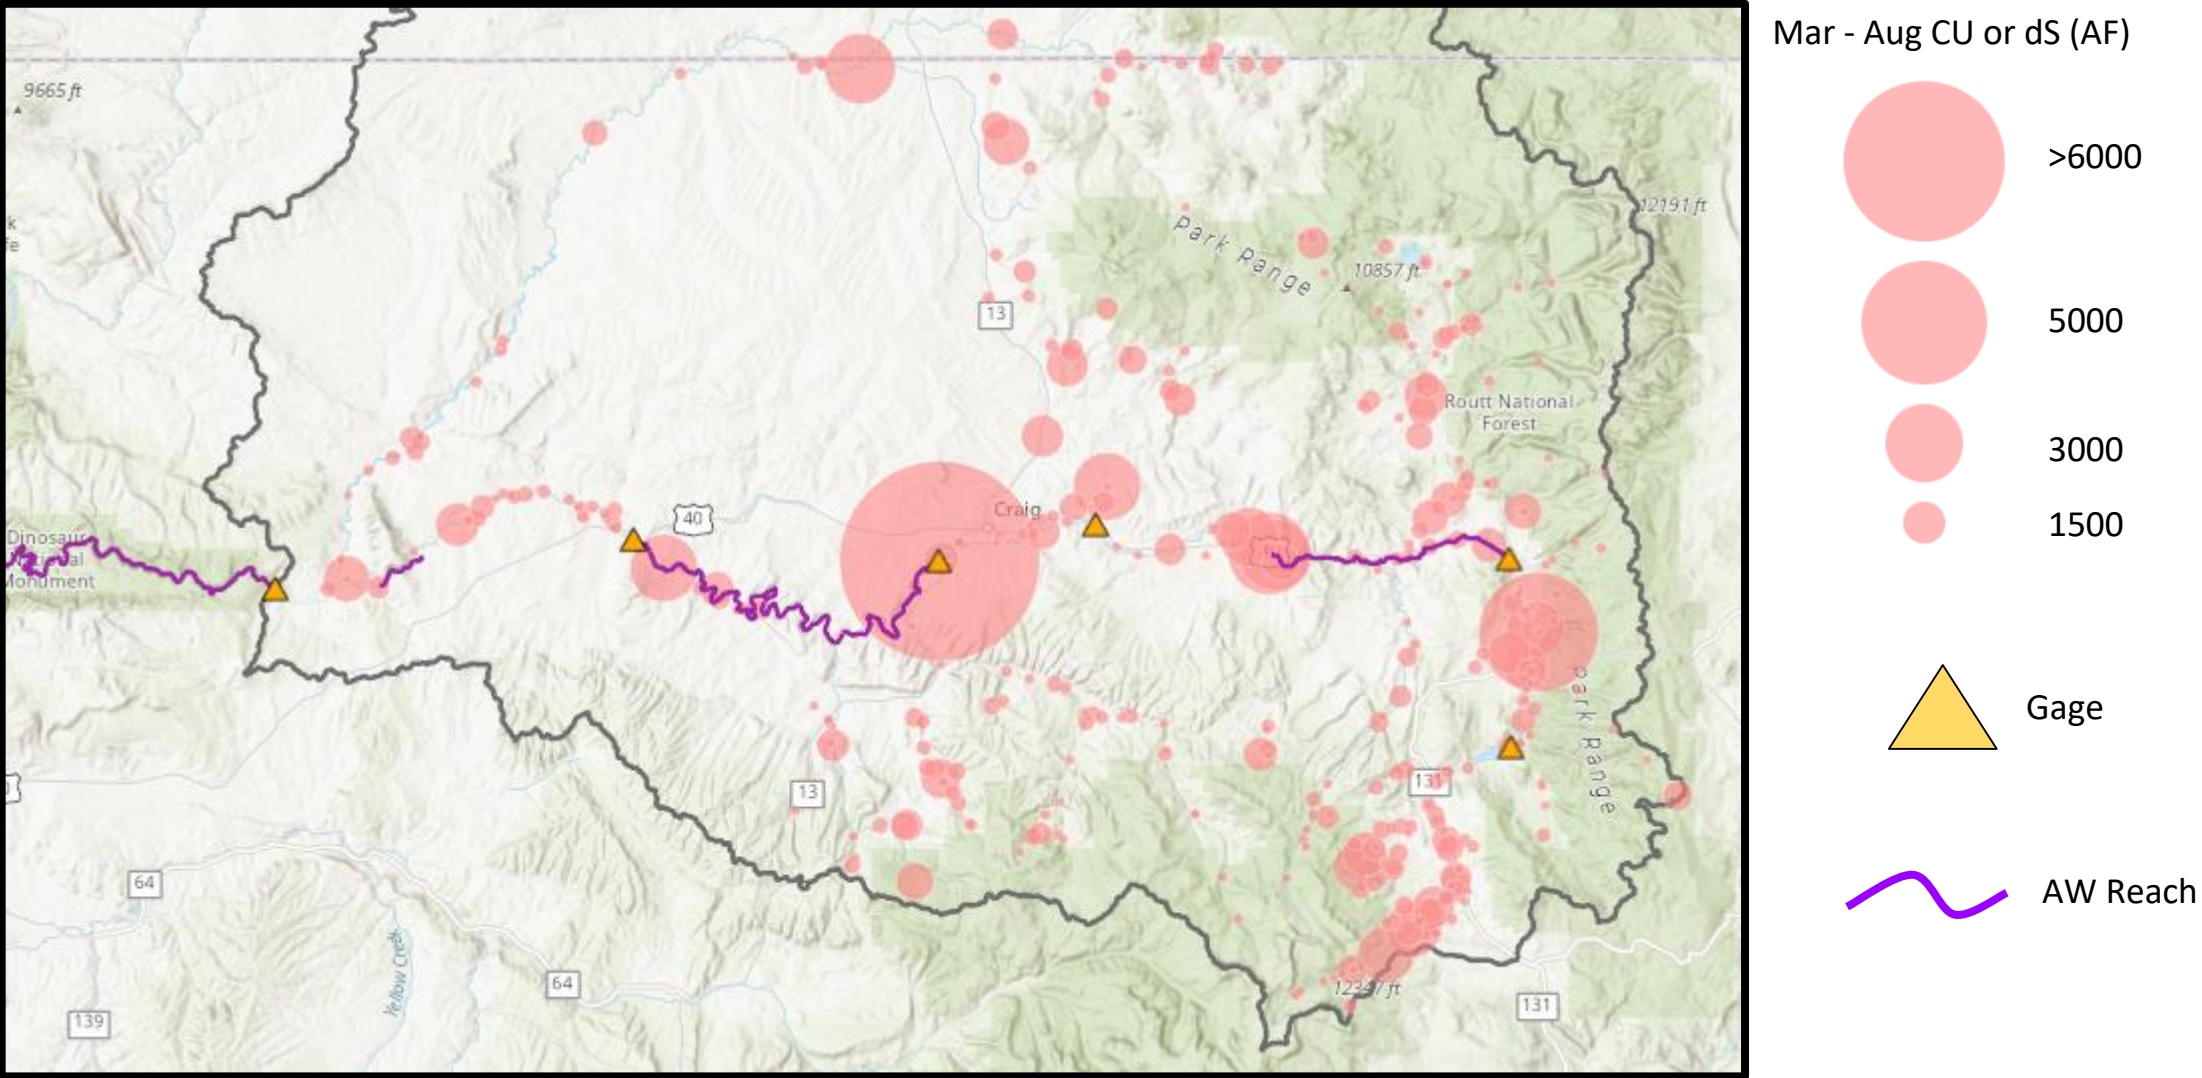 Mar - Aug CU or dS (AF)
>6000
5000
3000
1500
Gage
AW Reach
9665 ft
12191 ft
Park Range
10857 ft
13
Routt National
Forest
40
Craig
Dinosaur
National
Monument
Park Range
13
131
64
Yellow Creek
64
12347 ft
139
131